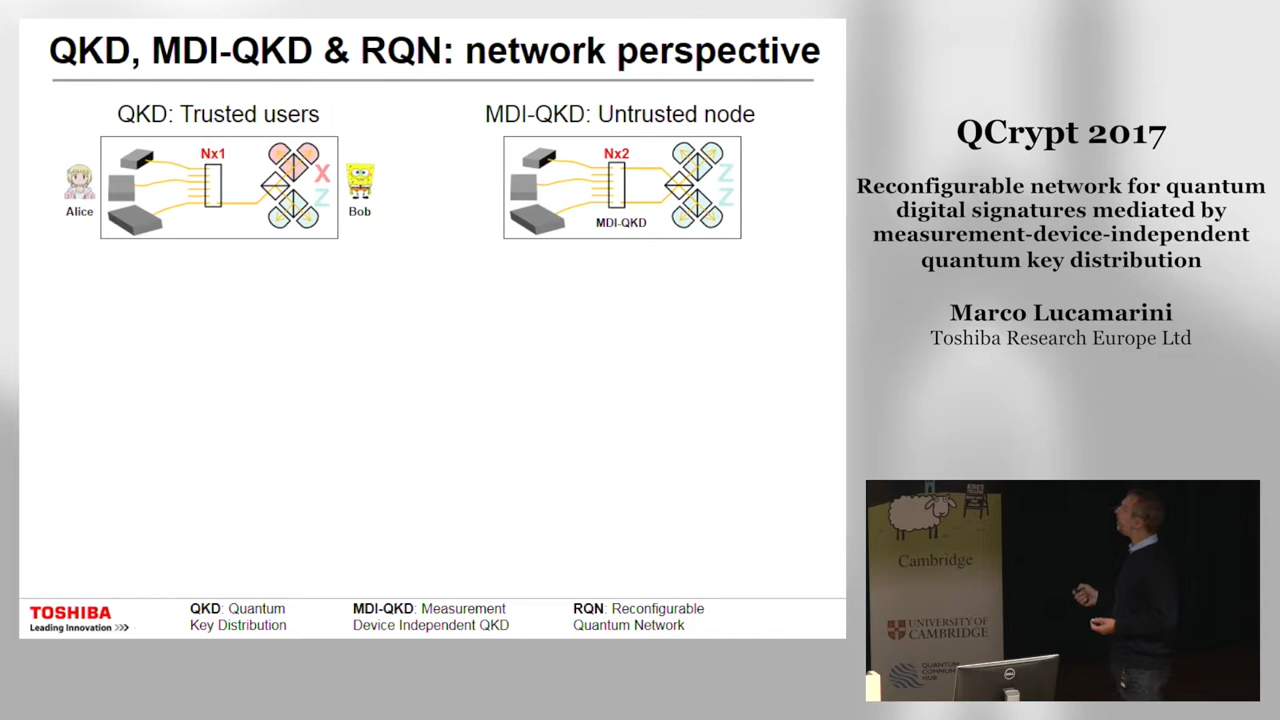 QKD, MDI-QKD & RQN: network perspective
QKD: Trusted users
Nx1
X
Z
Alice
Bob
MDI-QKD: Untrusted node
Nx2
Z
Z
MDI-QKD
TOSHIBA
Leading Innovation >>>
QKD: Quantum
Key Distribution
MDI-QKD: Measurement
Device Independent QKD
RQN: Reconfigurable
Quantum Network
QCrypt 2017
Reconfigurable network for quantum
digital signatures mediated by
measurement-device-independent
quantum key distribution
Marco Lucamarini
Toshiba Research Europe Ltd
Cambridge
UNIVERSITY OF
CAMBRIDGE
QUANTUM
HUB